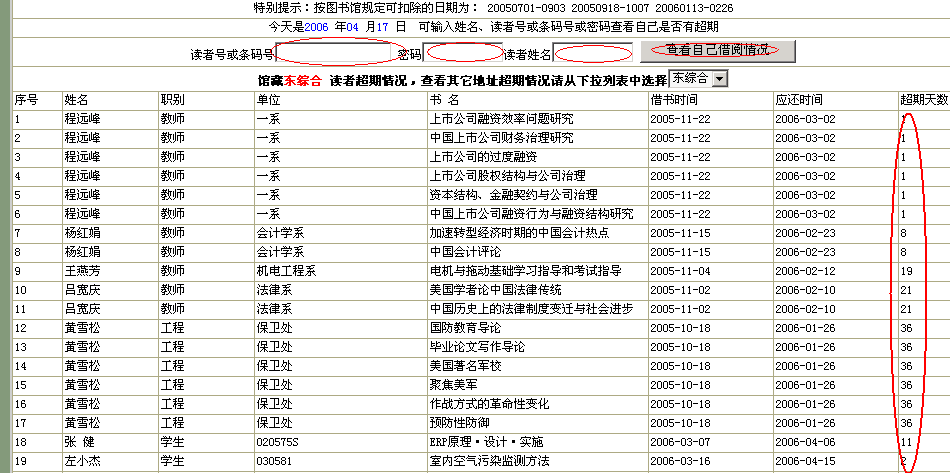 特别提示：按图书馆规定可扣除的日期为： 20050701-0903 20050918-1007 20060113-0226
今天是2006 年04 月17 日 可输入姓名、读者号或条码号或密码查看自己是否有超期
读者号或条码号 密码 读者姓名 查看自己借阅情况
馆藏东综合 读者超期情况，查看其它地址超期情况请从下拉列表中选择 东综合
序号 姓名 职别 单位 书 名 借书时间 应还时间 超期天数
1 程远峰 教师 一系 上市公司融资效率问题研究 2005-11-22 2006-03-02 1
2 程远峰 教师 一系 中国上市公司财务治理研究 2005-11-22 2006-03-02 1
3 程远峰 教师 一系 上市公司的过度融资 2005-11-22 2006-03-02 1
4 程远峰 教师 一系 上市公司股权结构与公司治理 2005-11-22 2006-03-02 1
5 程远峰 教师 一系 资本结构、金融契约与公司治理 2005-11-22 2006-03-02 1
6 程远峰 教师 一系 中国上市公司融资行为与融资结构研究 2005-11-22 2006-03-02 1
7 杨红娟 教师 会计学系 加速转型经济时期的中国会计热点 2005-11-15 2006-02-23 8
8 杨红娟 教师 会计学系 中国会计评论 2005-11-15 2006-02-23 8
9 王燕芳 教师 机电工程系 电机与拖动基础学习指导和考试指导 2005-11-04 2006-02-12 19
10 吕宽庆 教师 法律系 美国学者论中国法律传统 2005-11-02 2006-02-10 21
11 吕宽庆 教师 法律系 中国历史上的法律制度变迁与社会进步 2005-11-02 2006-02-10 21
12 黄雪松 工程 保卫处 国防教育导论 2005-10-18 2006-01-26 36
13 黄雪松 工程 保卫处 毕业论文写作导论 2005-10-18 2006-01-26 36
14 黄雪松 工程 保卫处 美国著名军校 2005-10-18 2006-01-26 36
15 黄雪松 工程 保卫处 聚焦美军 2005-10-18 2006-01-26 36
16 黄雪松 工程 保卫处 作战方式的革命性变化 2005-10-18 2006-01-26 36
17 黄雪松 工程 保卫处 预防性防御 2005-10-18 2006-01-26 36
18 张 健 学生 020575S ERP原理·设计·实施 2006-03-07 2006-04-06 11
19 左小杰 学生 030581 室内空气污染监测方法 2006-03-16 2006-04-15 2